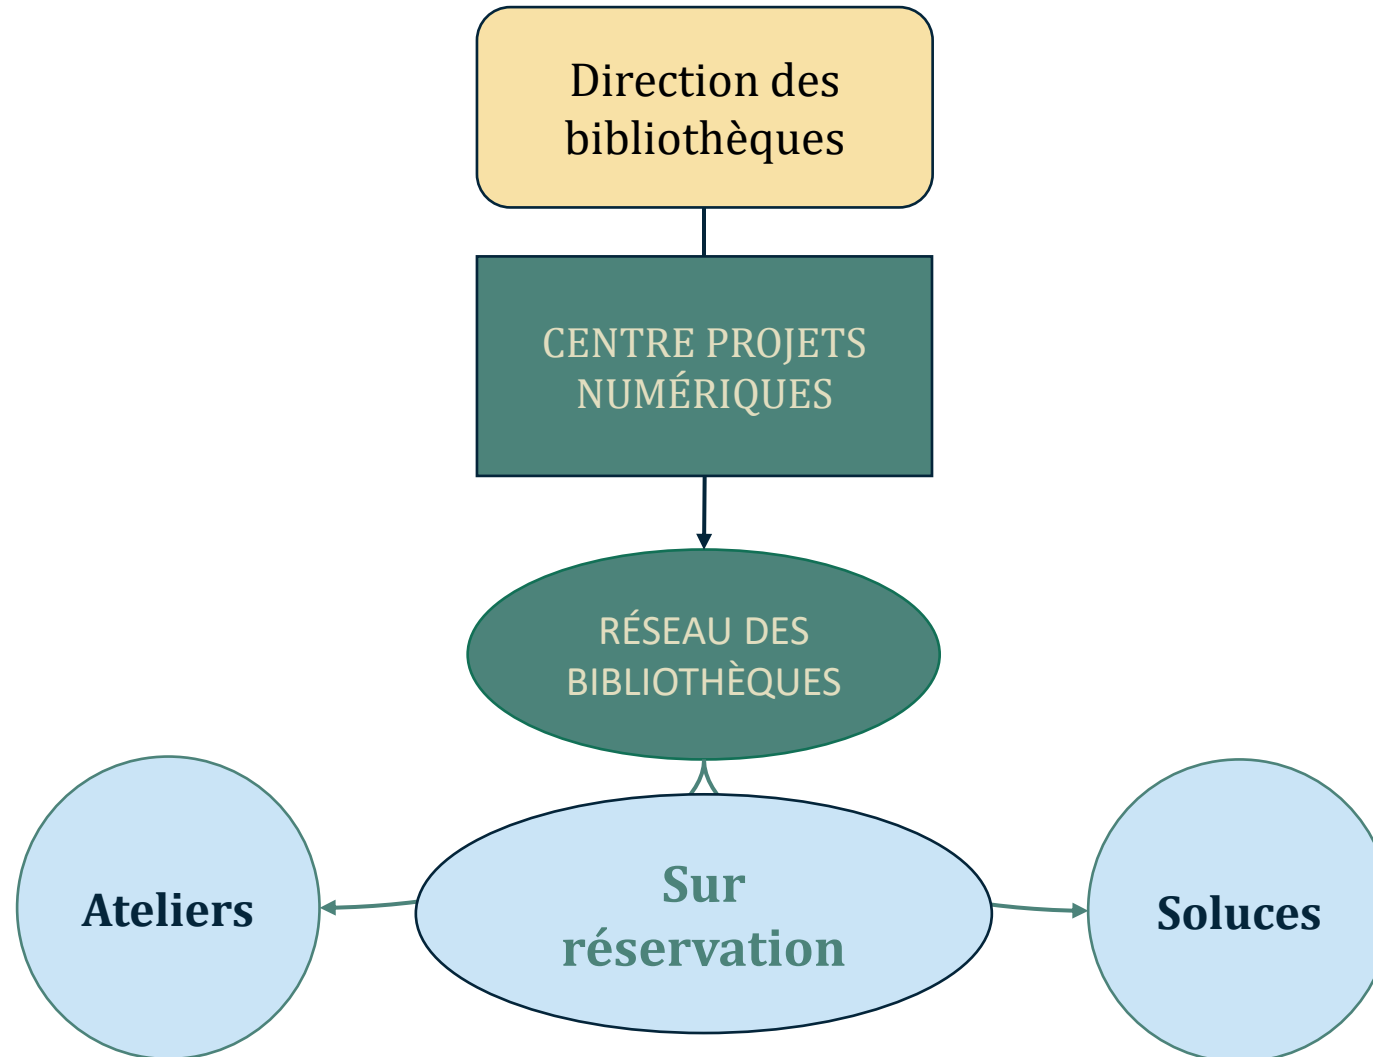 Direction des
bibliothèques
CENTRE PROJETS
NUMÉRIQUES
RÉSEAU DES
BIBLIOTHÈQUES
Ateliers
Sur
réservation
Soluces